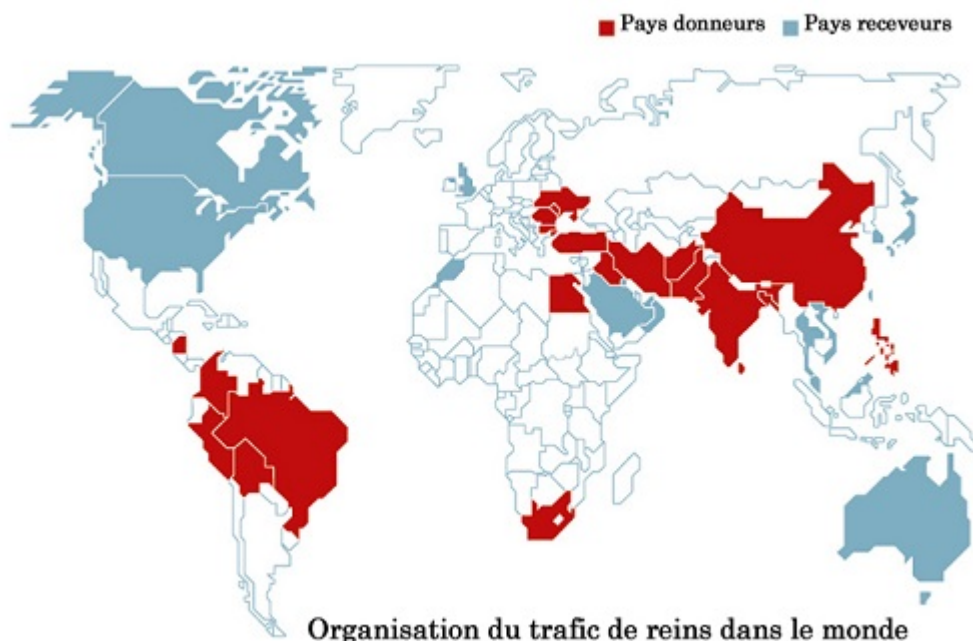 Pays donneurs Pays receveurs
Organisation du trafic de reins dans le monde